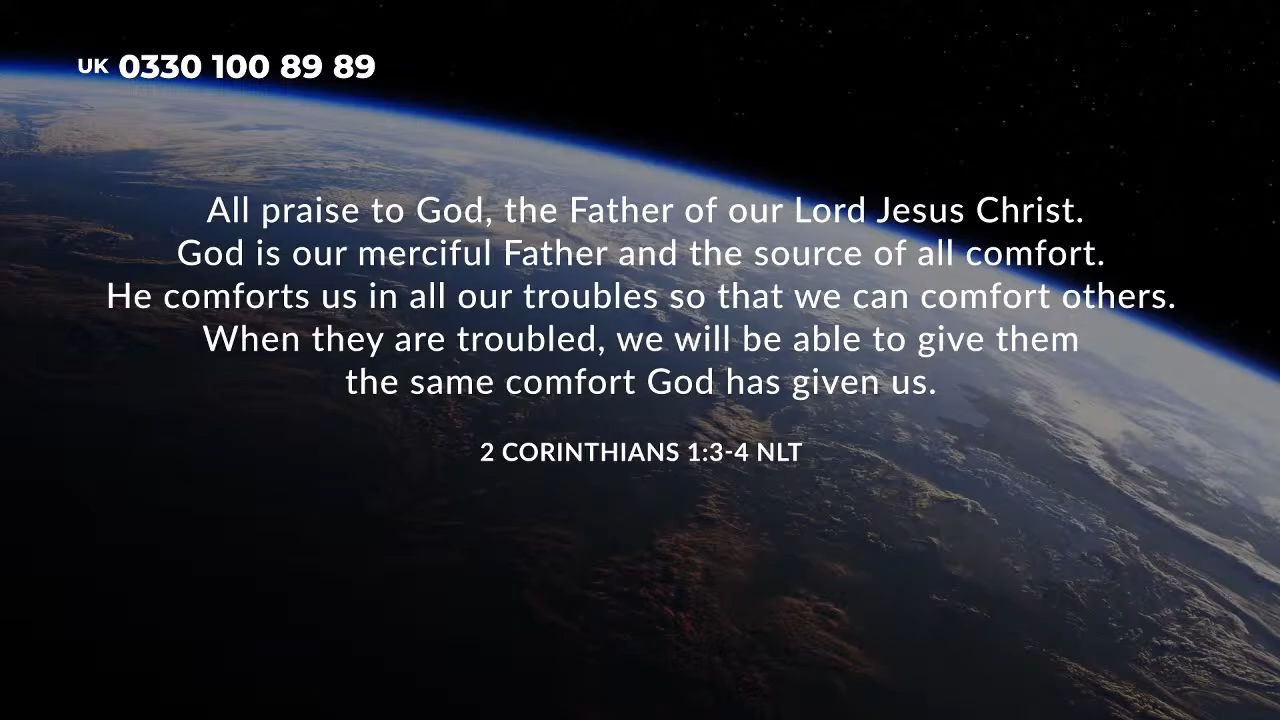 UK 0330 100 89 89
All praise to God, the Father of our Lord Jesus Christ.
God is our merciful Father and the source of all comfort.
He comforts us in all our troubles so that we can comfort others.
When they are troubled, we will be able to give them
the same comfort God has given us.
2 CORINTHIANS 1:3-4 NLT